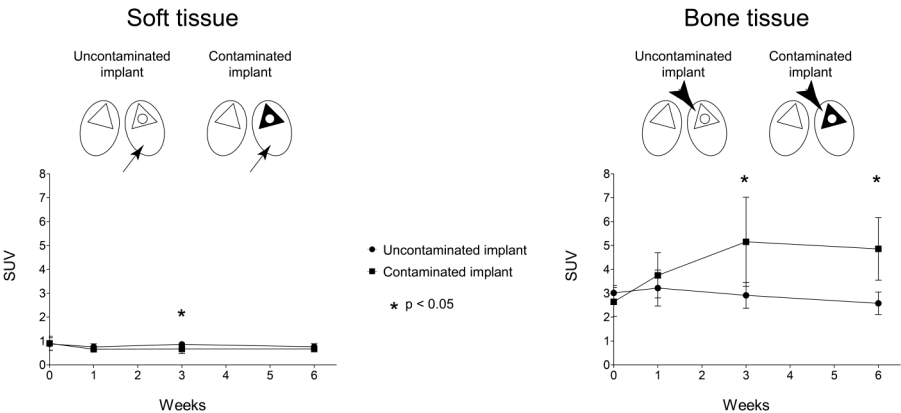 Soft tissue
Uncontaminated
implant
Contaminated
implant
SUV
8
7
6
5
4
3
2
1
0
*
0 1 2 3 4 5 6
Weeks
Uncontaminated implant
Contaminated implant
* p < 0.05
Bone tissue
Uncontaminated
implant
Contaminated
implant
SUV
8
7
6
5
4
3
2
1
0
* *
0 1 2 3 4 5 6
Weeks